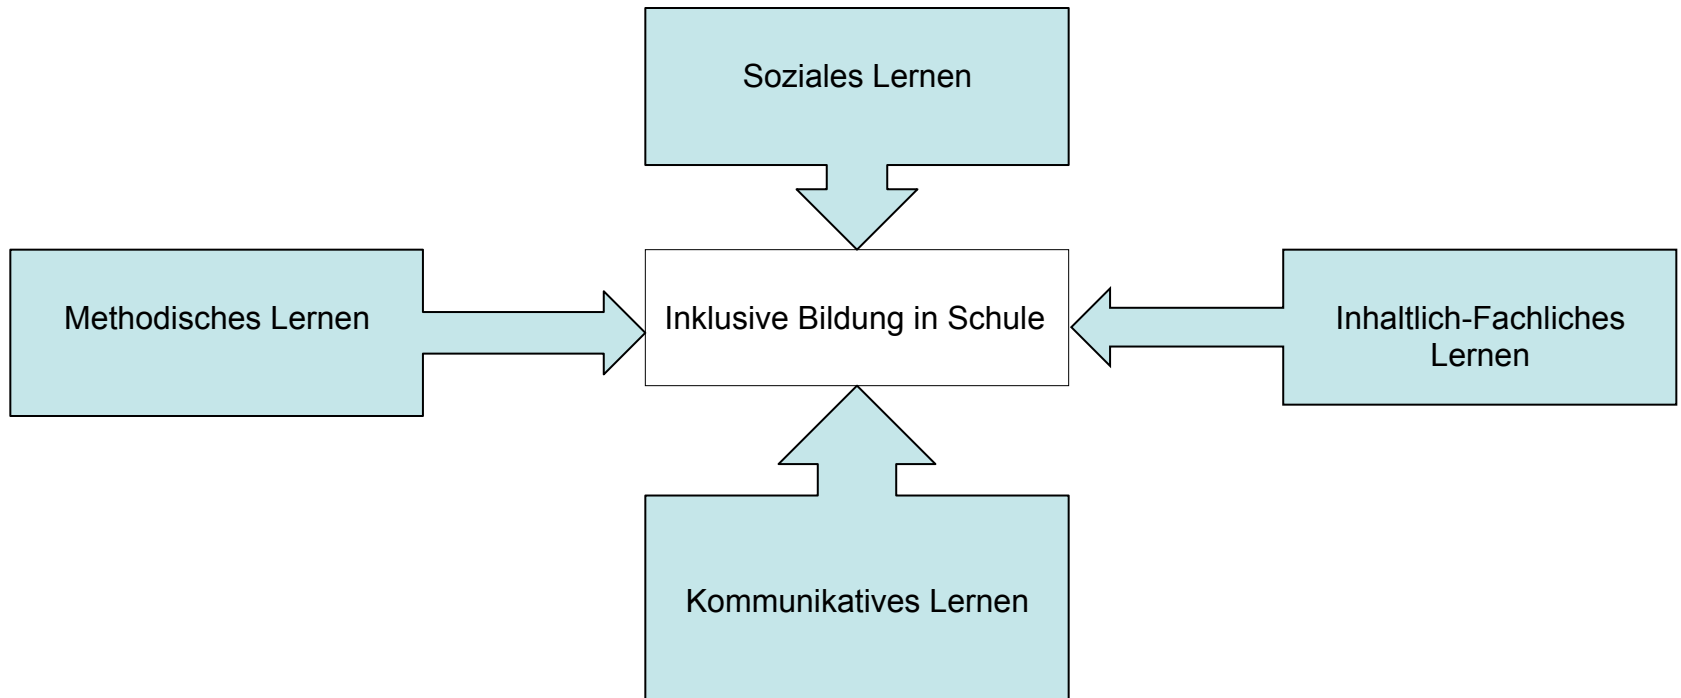 Soziales Lernen
Methodisches Lernen
Inklusive Bildung in Schule
Inhaltlich-Fachliches
Lernen
Kommunikatives Lernen